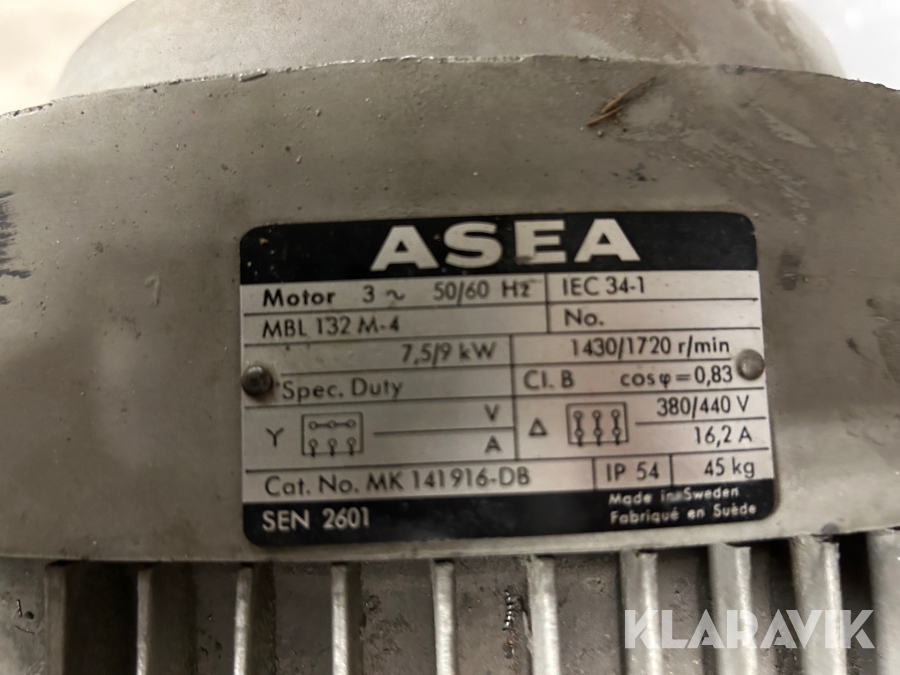 ASEA
Motor 3 ~ 50/60 Hz IEC 34-1
MBL 132 M-4 No.
7,5/9 kW 1430/1720 r/min
Spec. Duty Cl. B cos φ = 0,83
Y V Δ 380/440 V
A 16,2 A
Cat. No. MK 141916-DB IP 54 45 kg
SEN 2601 Made in Sweden
Fabriqué en Suède
KLARAVIK